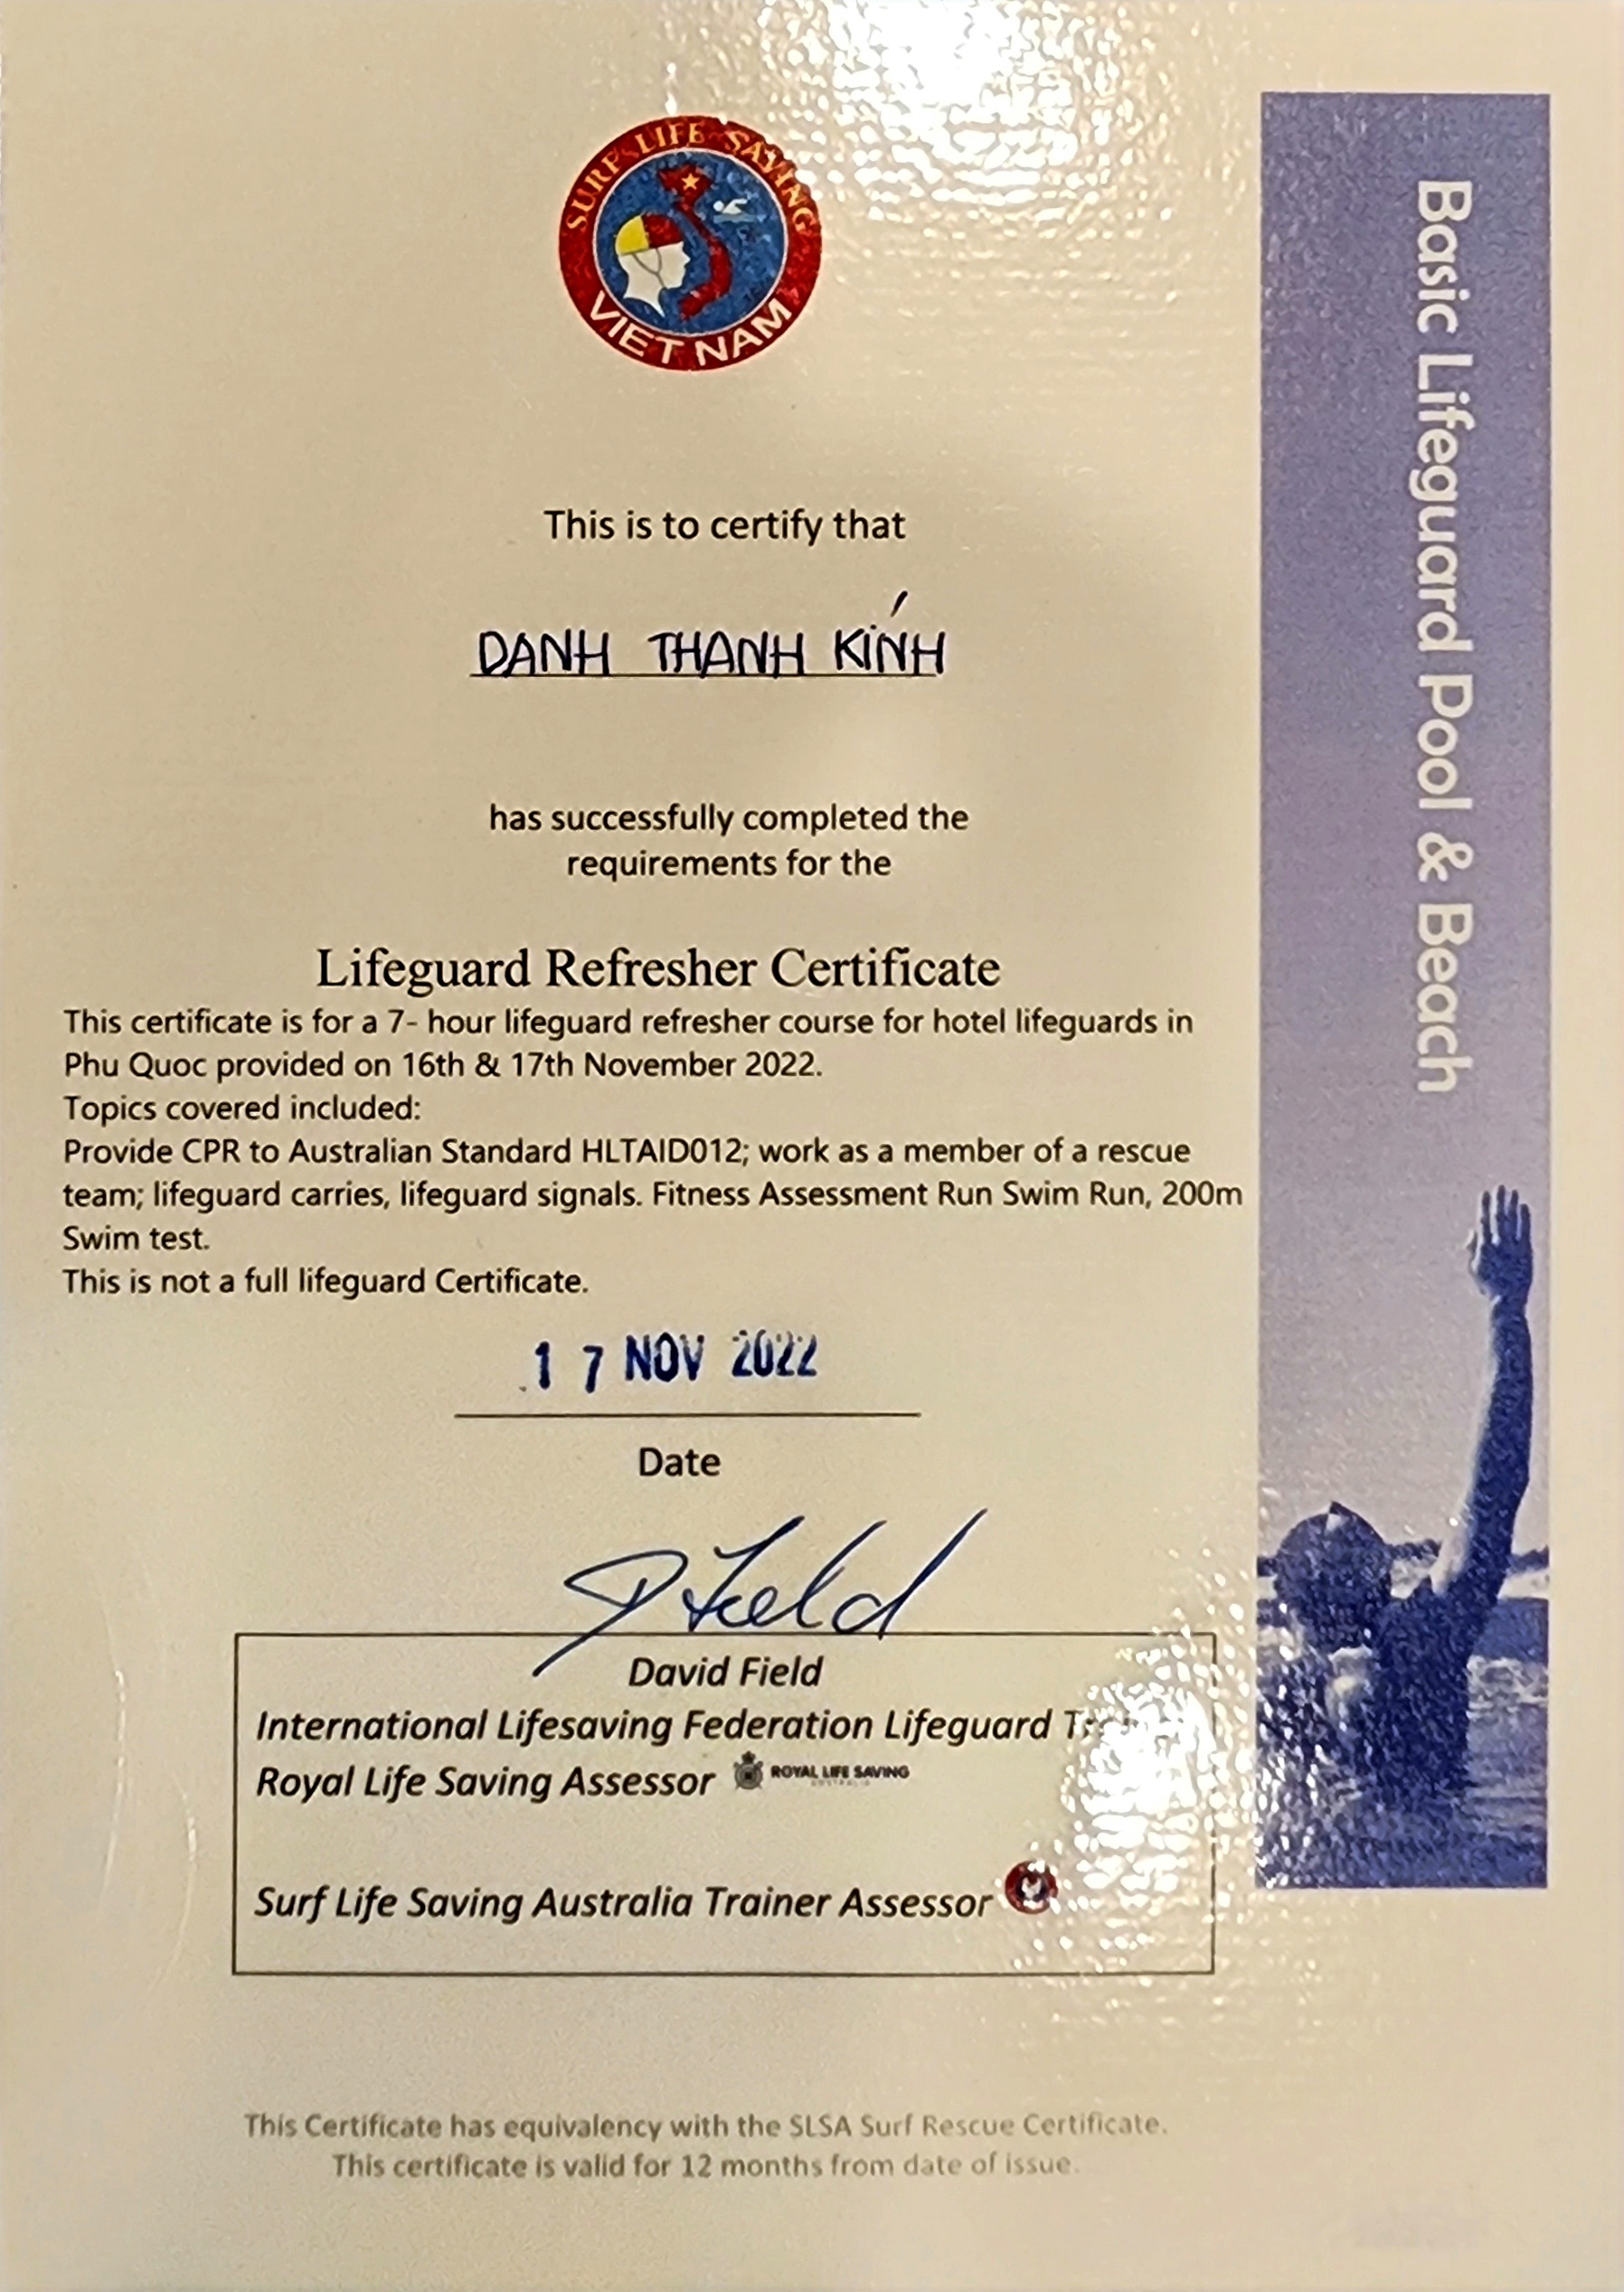 SURF LIFE SAVING
VIET NAM
This is to certify that
DANH THANH KÍNH
has successfully completed the
requirements for the
Lifeguard Refresher Certificate
This certificate is for a 7- hour lifeguard refresher course for hotel lifeguards in
Phu Quoc provided on 16th & 17th November 2022.
Topics covered included:
Provide CPR to Australian Standard HLTAID012; work as a member of a rescue
team; lifeguard carries, lifeguard signals. Fitness Assessment Run Swim Run, 200m
Swim test.
This is not a full lifeguard Certificate.
17 NOV 2022
Date
D Field
David Field
International Lifesaving Federation Lifeguard
Royal Life Saving Assessor ROYAL LIFE SAVING
AUSTRALIA
Surf Life Saving Australia Trainer Assessor
This Certificate has equivalency with the SLSA Surf Rescue Certificate.
This certificate is valid for 12 months from date of issue.
Basic Lifeguard Pool & Beach